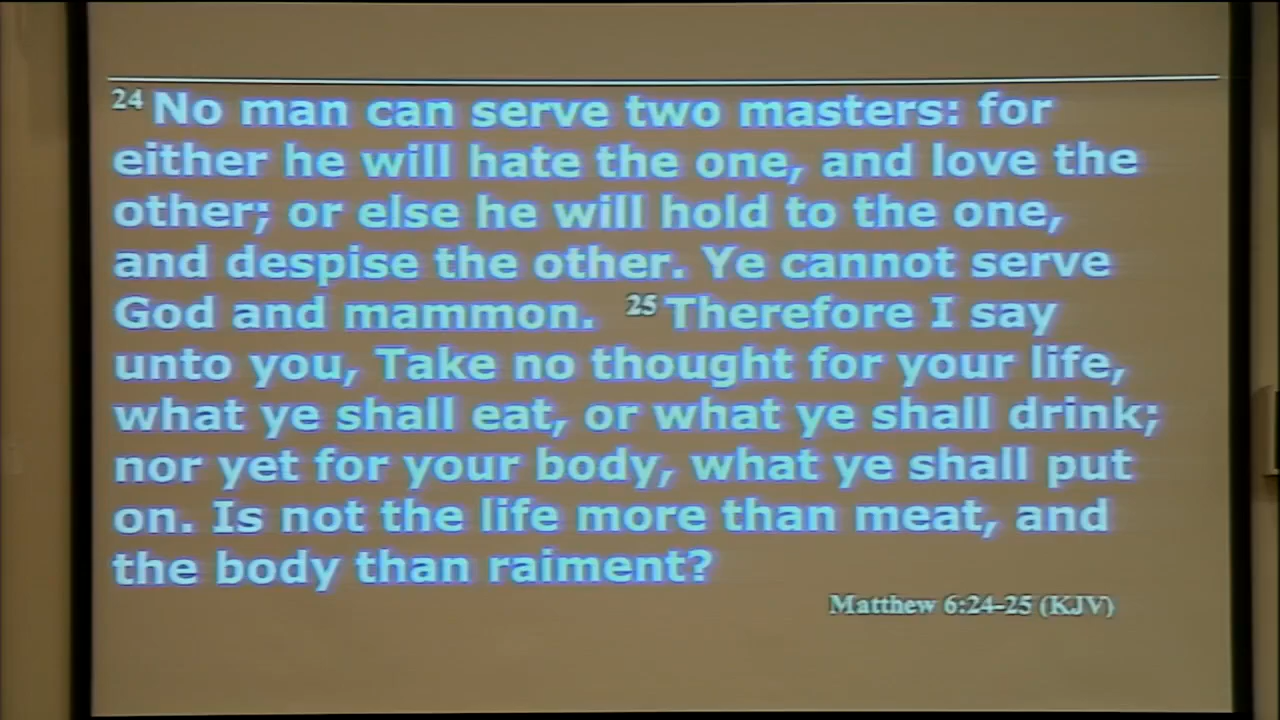 24 No man can serve two masters: for
either he will hate the one, and love the
other; or else he will hold to the one,
and despise the other. Ye cannot serve
God and mammon. 25 Therefore I say
unto you, Take no thought for your life,
what ye shall eat, or what ye shall drink;
nor yet for your body, what ye shall put
on. Is not the life more than meat, and
the body than raiment?
Matthew 6:24-25 (KJV)